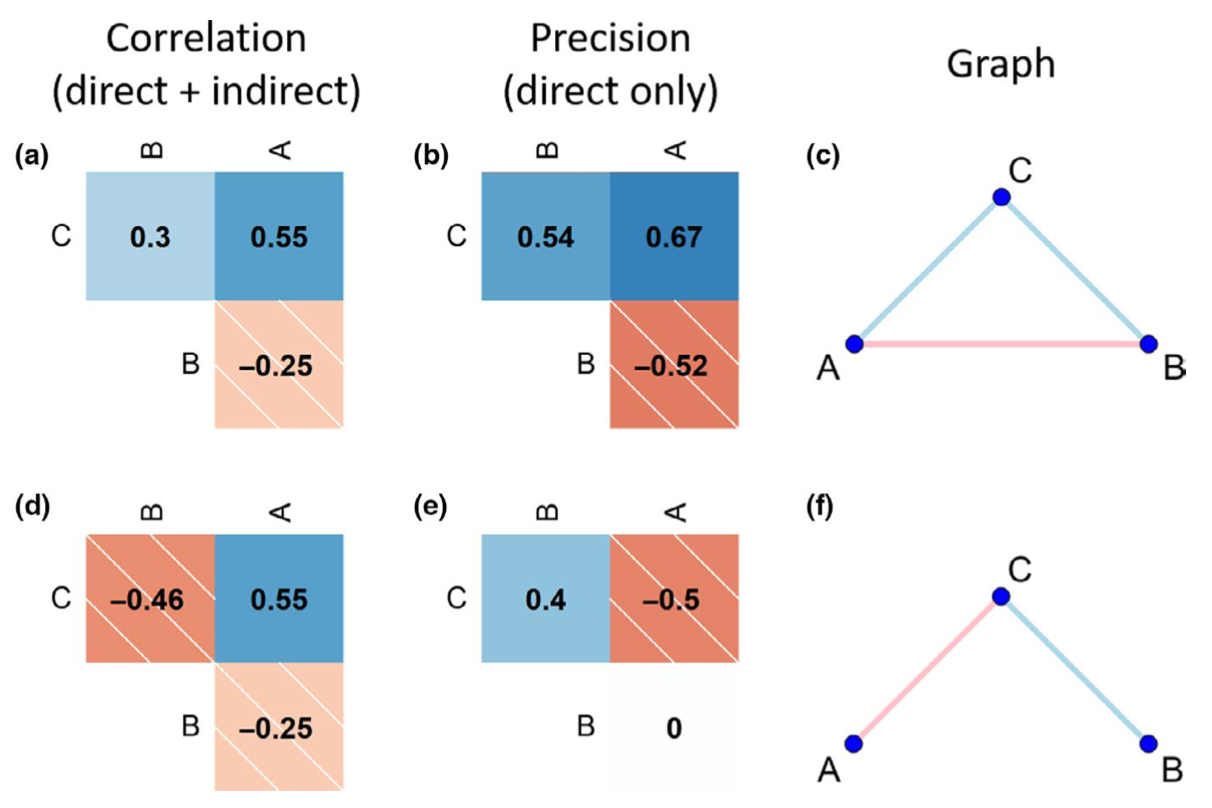 Correlation
(direct + indirect)
Precision
(direct only)
Graph
(a)
B
A
C
0.3
0.55
B
–0.25
(b)
B
A
C
0.54
0.67
B
–0.52
(c)
C
A
B
(d)
B
A
C
–0.46
0.55
B
–0.25
(e)
B
A
C
0.4
–0.5
B
0
(f)
C
A
B